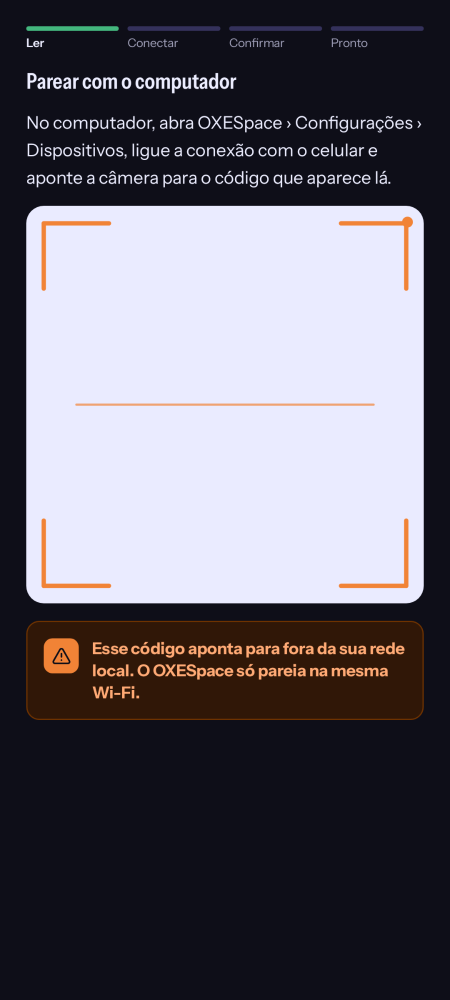 Ler
Conectar
Confirmar
Pronto
Parear com o computador
No computador, abra OXESpace › Configurações ›
Dispositivos, ligue a conexão com o celular e
aponte a câmera para o código que aparece lá.
Esse código aponta para fora da sua rede
local. O OXESpace só pareia na mesma
Wi-Fi.